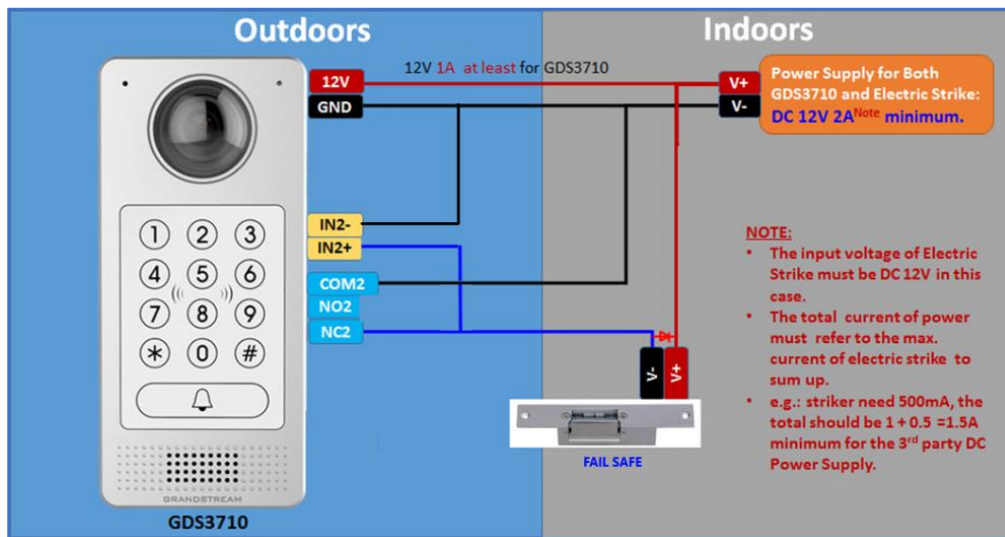 Outdoors
Indoors
12V 1A at least for GDS3710
12V
GND
V+
V-
Power Supply for Both
GDS3710 and Electric Strike:
DC 12V 2ANote minimum.
IN2-
IN2+
COM2
NO2
NC2
1 2 3
4 5 6
7 8 9
* 0 #
GRANDSTREAM
GDS3710
V-
V+
FAIL SAFE
NOTE:
• The input voltage of Electric
Strike must be DC 12V in this
case.
• The total current of power
must refer to the max.
current of electric strike to
sum up.
• e.g.: striker need 500mA, the
total should be 1 + 0.5 =1.5A
minimum for the 3rd party DC
Power Supply.